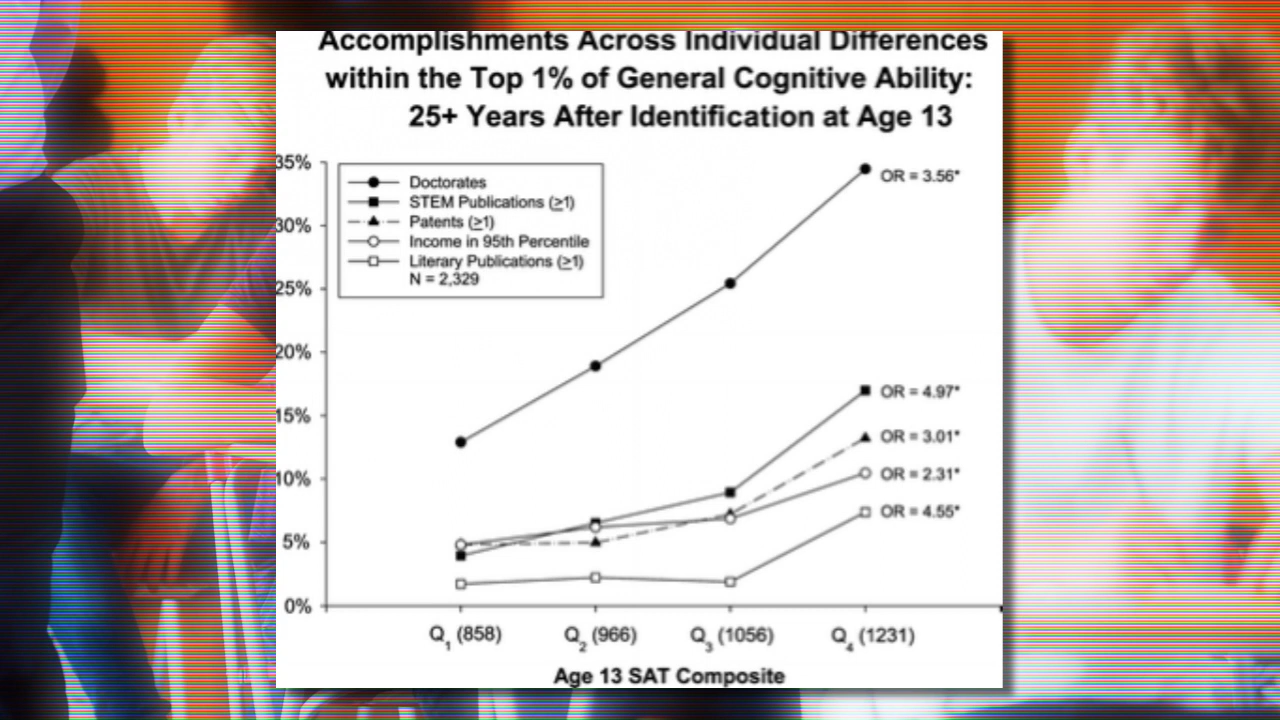 Accomplishments Across Individual Differences
within the Top 1% of General Cognitive Ability:
25+ Years After Identification at Age 13
35%
30%
25%
20%
15%
10%
5%
0%
Doctorates
STEM Publications (≥1)
Patents (≥1)
Income in 95th Percentile
Literary Publications (≥1)
N = 2,329
OR = 3.56*
OR = 4.97*
OR = 3.01*
OR = 2.31*
OR = 4.55*
Q₁ (858) Q₂ (966) Q₃ (1056) Q₄ (1231)
Age 13 SAT Composite